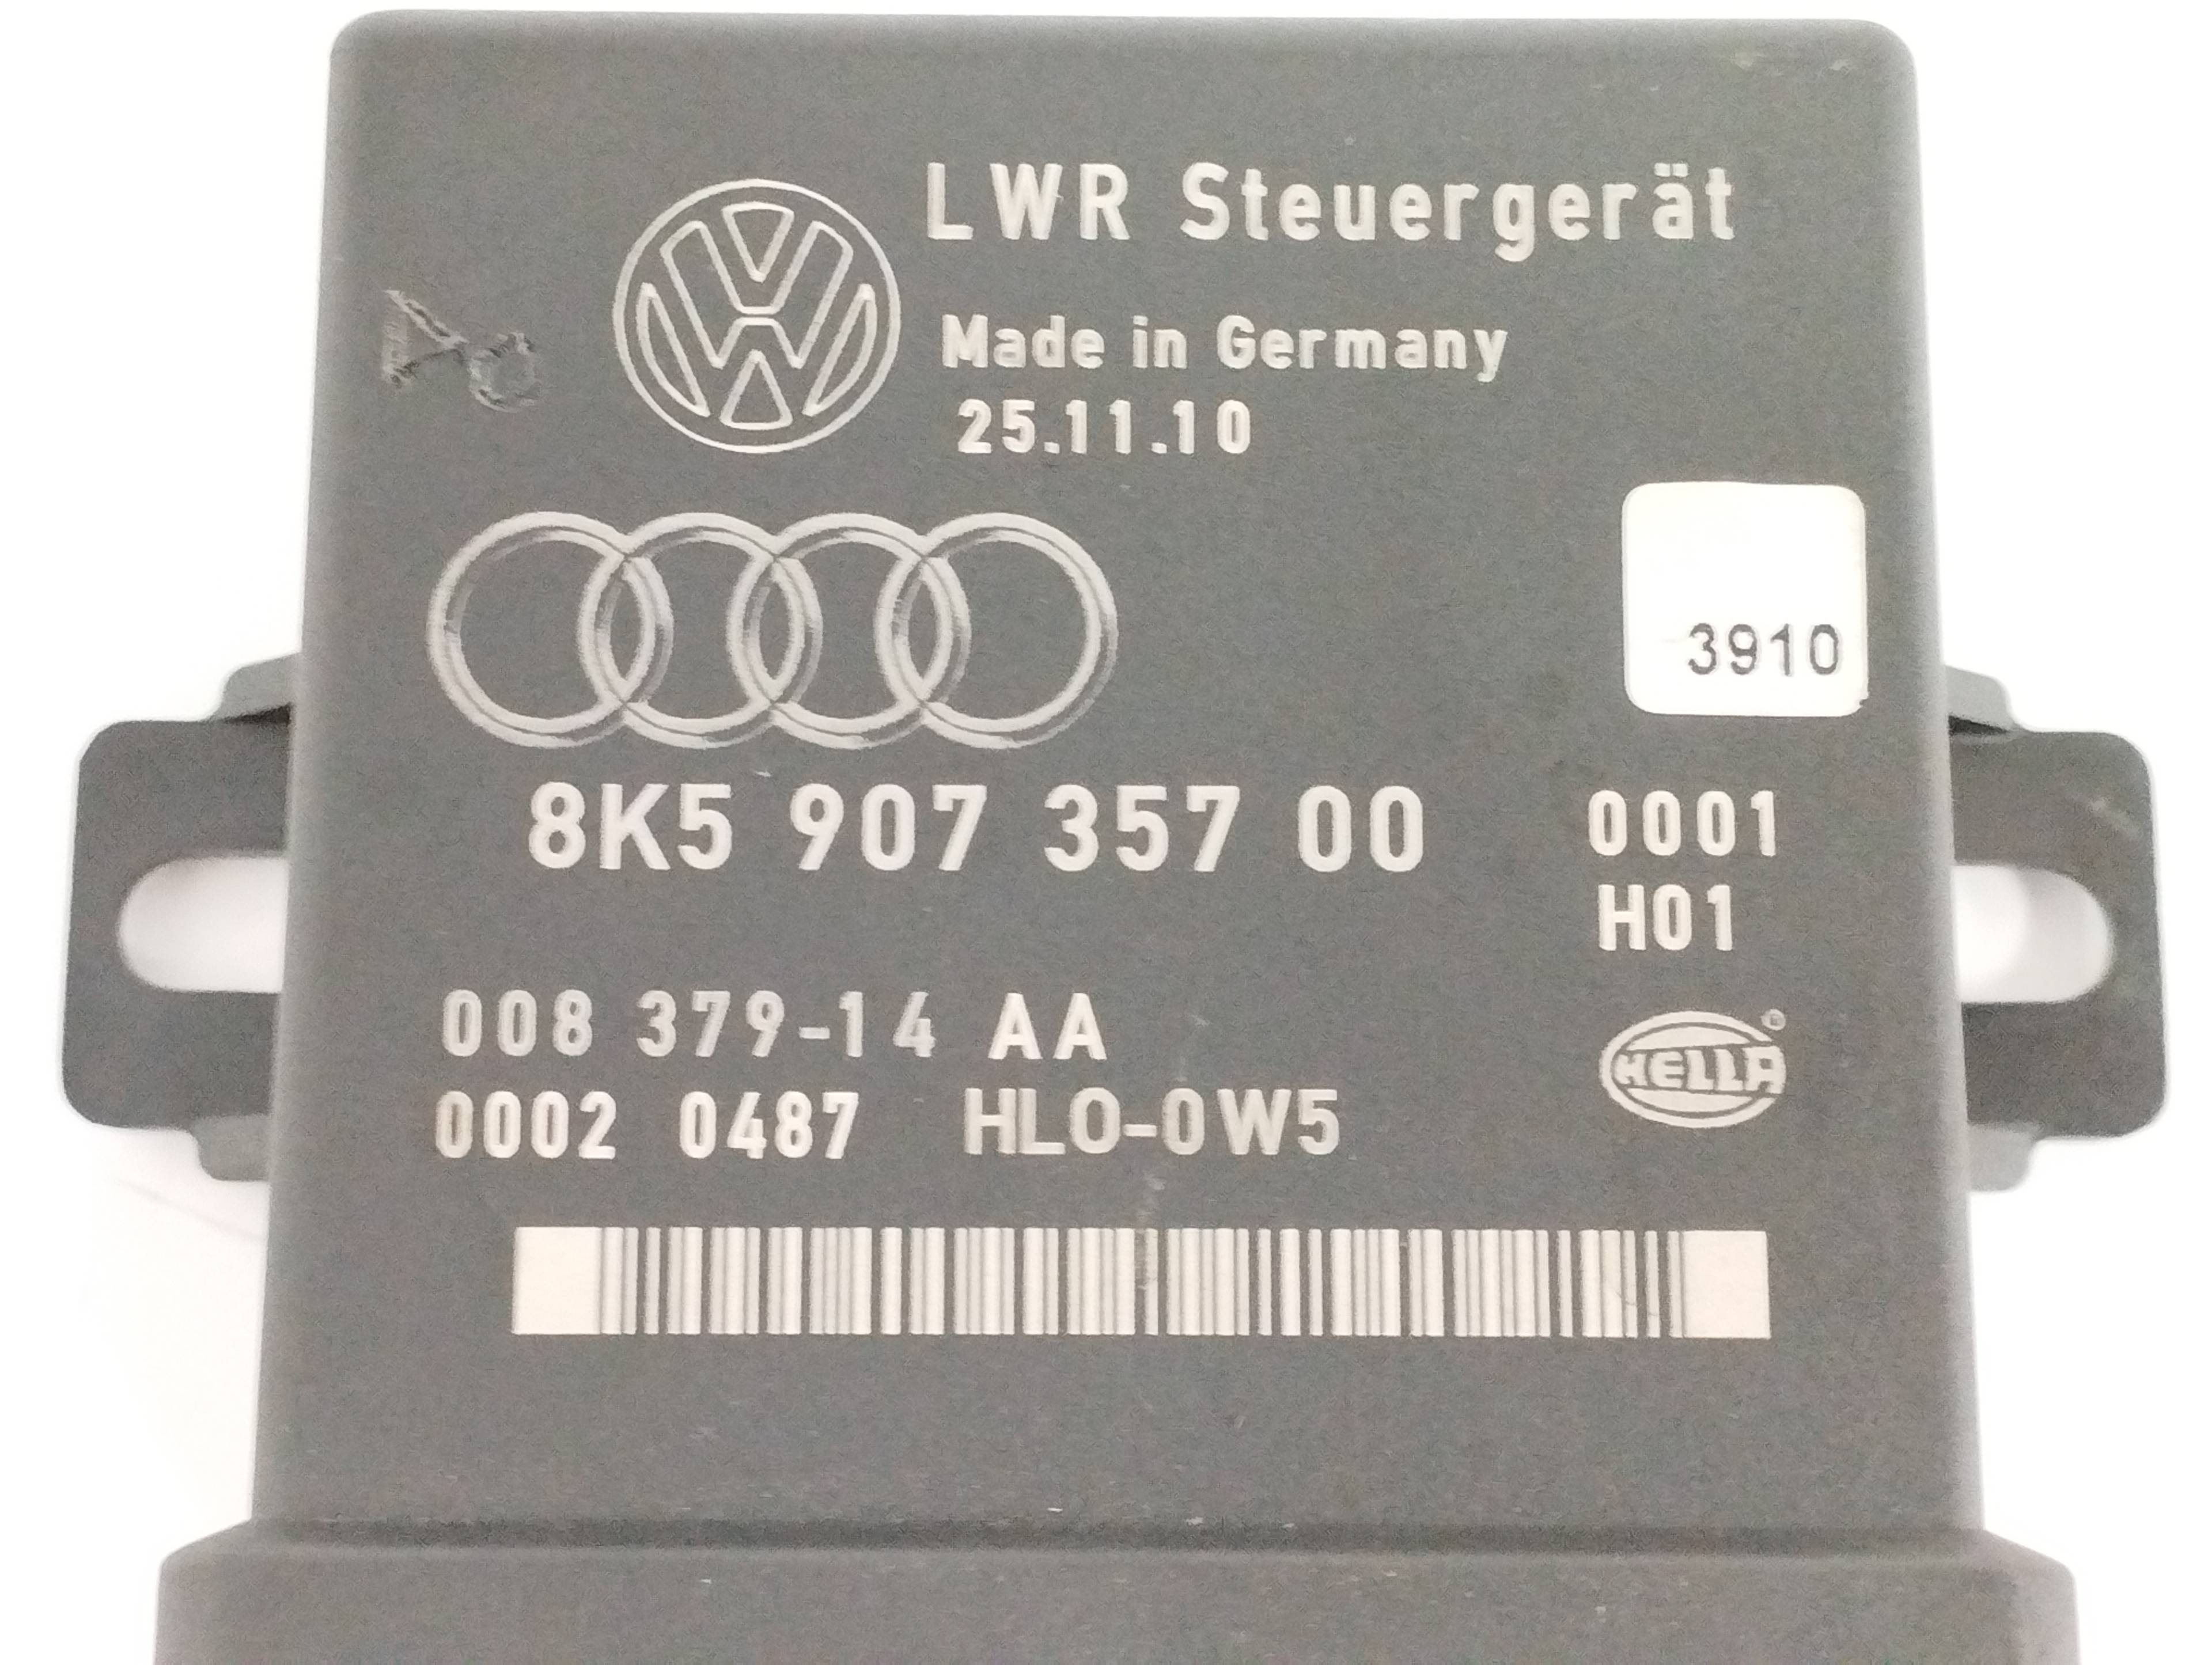 LWR Steuergerät
Made in Germany
25.11.10
3910
8K5 907 357 00
0001
H01
008 379-14 AA
0002 0487 HLO-0W5
HELLA